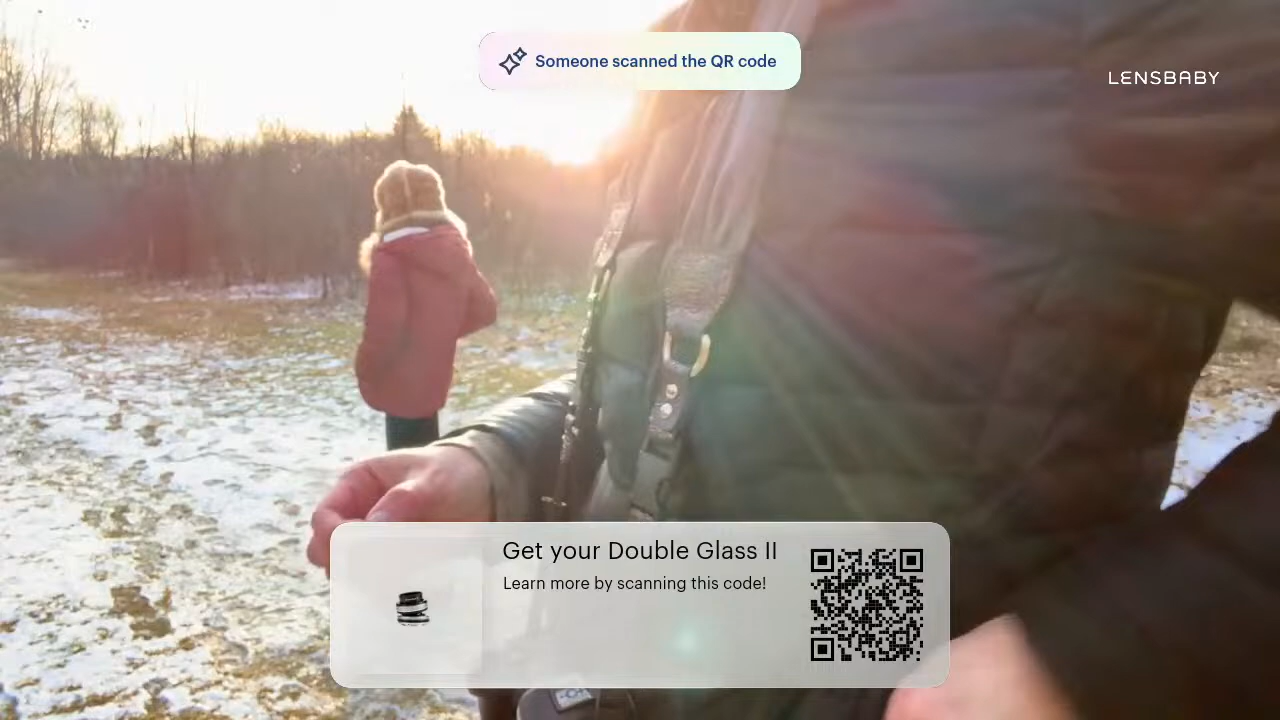 Someone scanned the QR code
LENSBABY
Get your Double Glass II
Learn more by scanning this code!